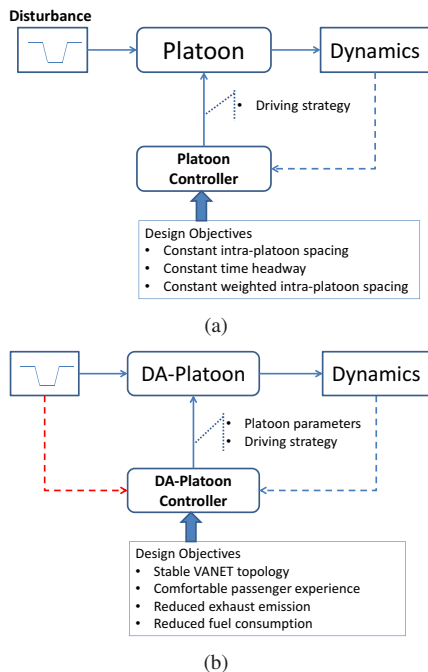 Disturbance
Platoon
Dynamics
• Driving strategy
Platoon
Controller
Design Objectives
• Constant intra-platoon spacing
• Constant time headway
• Constant weighted intra-platoon spacing
(a)
DA-Platoon
Dynamics
• Platoon parameters
• Driving strategy
DA-Platoon
Controller
Design Objectives
• Stable VANET topology
• Comfortable passenger experience
• Reduced exhaust emission
• Reduced fuel consumption
(b)